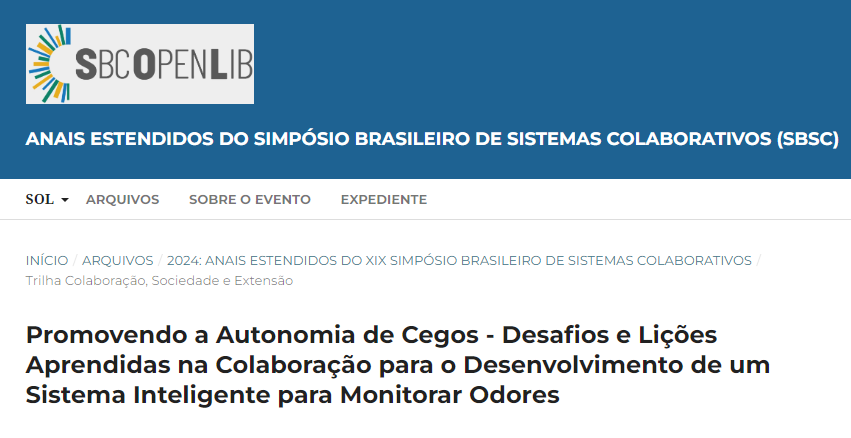 SBCOPENLIB
ANAIS ESTENDIDOS DO SIMPÓSIO BRASILEIRO DE SISTEMAS COLABORATIVOS (SBSC)
SOL ARQUIVOS SOBRE O EVENTO EXPEDIENTE
INÍCIO / ARQUIVOS / 2024: ANAIS ESTENDIDOS DO XIX SIMPÓSIO BRASILEIRO DE SISTEMAS COLABORATIVOS /
Trilha Colaboração, Sociedade e Extensão
Promovendo a Autonomia de Cegos - Desafios e Lições
Aprendidas na Colaboração para o Desenvolvimento de um
Sistema Inteligente para Monitorar Odores